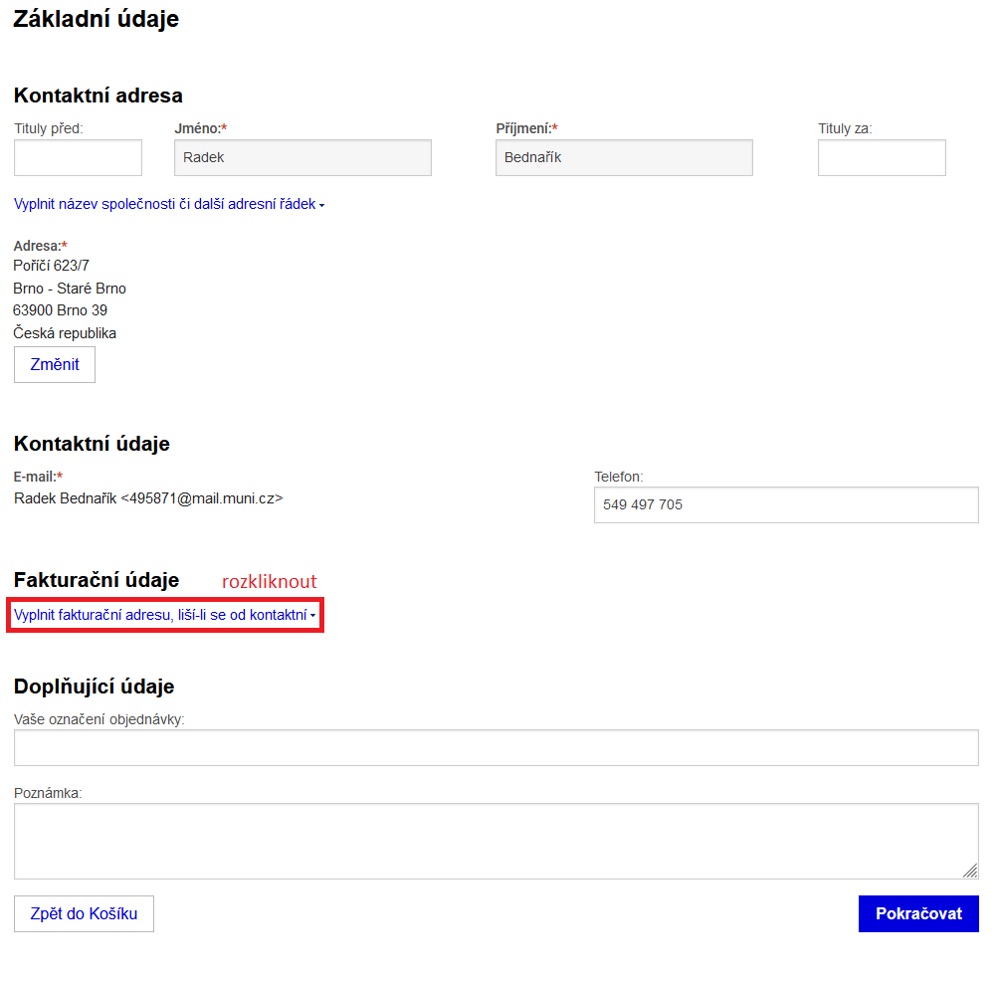 Základní údaje
Kontaktní adresa
Tituly před: Jméno:* Příjmení:* Tituly za:
Radek Bednařík
Vyplnit název společnosti či další adresní řádek
Adresa:*
Poříčí 623/7
Brno - Staré Brno
63900 Brno 39
Česká republika
Změnit
Kontaktní údaje
E-mail:* Telefon:
Radek Bednařík <495871@mail.muni.cz>
549 497 705
Fakturační údaje rozkliknout
Vyplnit fakturační adresu, liší-li se od kontaktní
Doplňující údaje
Vaše označení objednávky:
Poznámka:
Zpět do Košíku Pokračovat